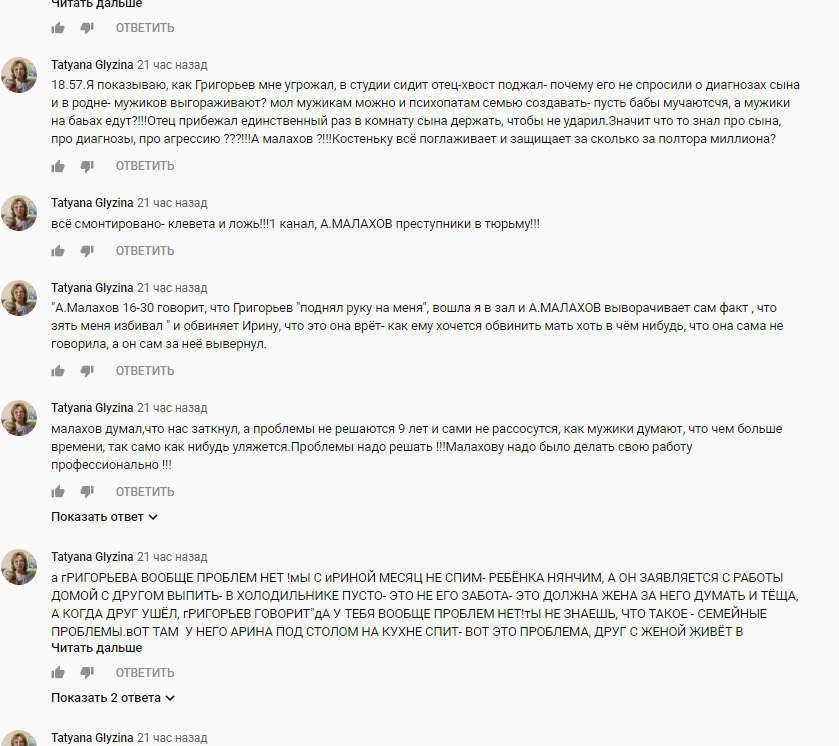 Читать дальше
ОТВЕТИТЬ
Tatyana Glyzina 21 час назад
18.57.Я показываю, как Григорьев мне угрожал, в студии сидит отец-хвост поджал- почему его не спросили о диагнозах сына
и в родне- мужиков выгораживают? мол мужикам можно и психопатам семью создавать- пусть бабы мучаютсчя, а мужики
на баьах едут?!!!Отец прибежал единственный раз в комнату сына держать, чтобы не ударил.Значит что то знал про сына,
про диагнозы, про агрессию ???!!!А малахов ?!!!Костеньку всё поглаживает и защищает за сколько за полтора миллиона?
ОТВЕТИТЬ
Tatyana Glyzina 21 час назад
всё смонтировано- клевета и ложь!!!1 канал, А.МАЛАХОВ преступники в тюрьму!!!
ОТВЕТИТЬ
Tatyana Glyzina 21 час назад
"А.Малахов 16-30 говорит, что Григорьев "поднял руку на меня", вошла я в зал и А.МАЛАХОВ выворачивает сам факт , что
зять меня избивал " и обвиняет Ирину, что это она врёт- как ему хочется обвинить мать хоть в чём нибудь, что она сама не
говорила, а он сам за неё вывернул.
ОТВЕТИТЬ
Tatyana Glyzina 21 час назад
малахов думал,что нас заткнул, а проблемы не решаются 9 лет и сами не рассосутся, как мужики думают, что чем больше
времени, так само как нибудь уляжется.Проблемы надо решать !!!Малахову надо было делать свою работу
профессионально !!!
ОТВЕТИТЬ
Показать ответ
Tatyana Glyzina 21 час назад
а гРИГОРЬЕВА ВООБЩЕ ПРОБЛЕМ НЕТ !мЫ С иРИНОЙ МЕСЯЦ НЕ СПИМ- РЕБЁНКА НЯНЧИМ, А ОН ЗАЯВЛЯЕТСЯ С РАБОТЫ
ДОМОЙ С ДРУГОМ ВЫПИТЬ- В ХОЛОДИЛЬНИКЕ ПУСТО- ЭТО НЕ ЕГО ЗАБОТА- ЭТО ДОЛЖНА ЖЕНА ЗА НЕГО ДУМАТЬ И ТЁЩА,
А КОГДА ДРУГ УШЁЛ, гРИГОРЬЕВ ГОВОРИТ"дА У ТЕБЯ ВООБЩЕ ПРОБЛЕМ НЕТ!тЫ НЕ ЗНАЕШЬ, ЧТО ТАКОЕ - СЕМЕЙНЫЕ
ПРОБЛЕМЫ.вОТ ТАМ У НЕГО АРИНА ПОД СТОЛОМ НА КУХНЕ СПИТ- ВОТ ЭТО ПРОБЛЕМА, ДРУГ С ЖЕНОЙ ЖИВЁТ В
Читать дальше
ОТВЕТИТЬ
Показать 2 ответа
Tatyana Glyzina 21 час назад